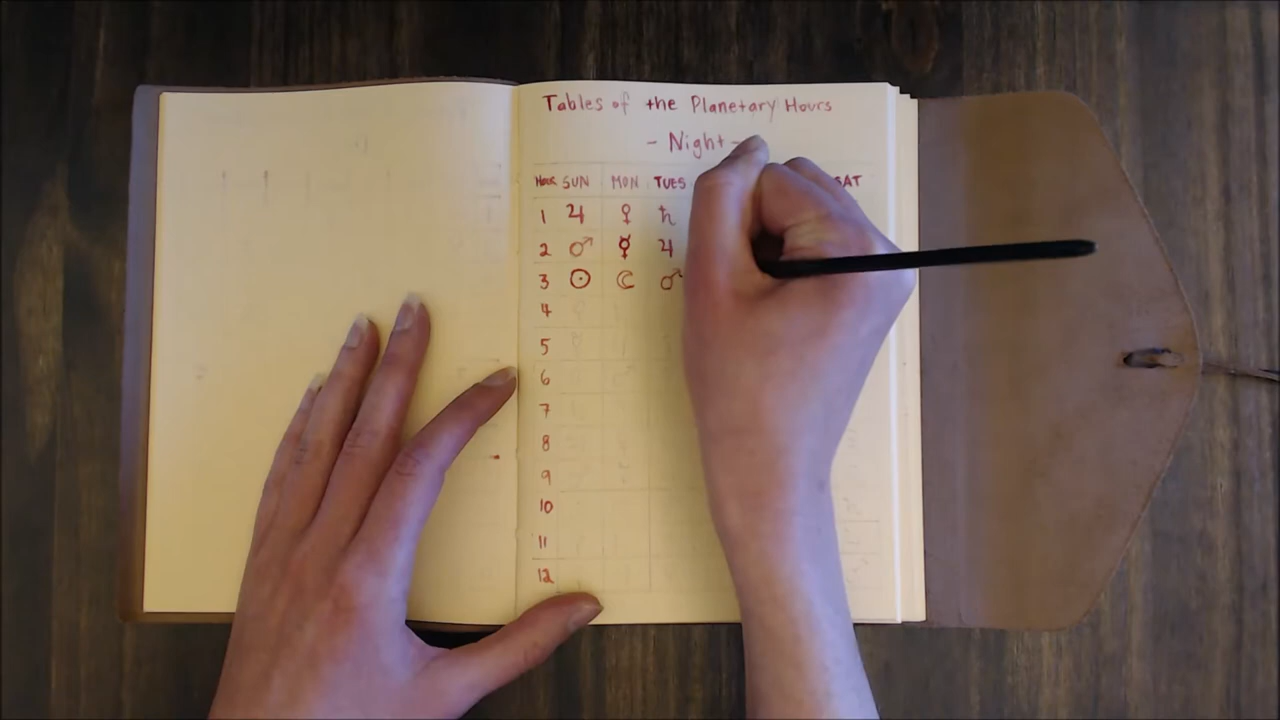 Tables of the Planetary Hours
- Night -
Hour SUN MON TUES SAT
1 ♃ ♀ ♄
2 ♂ ☿ ♃
3 ☉ ☾ ♂
4
5
6
7
8
9
10
11
12